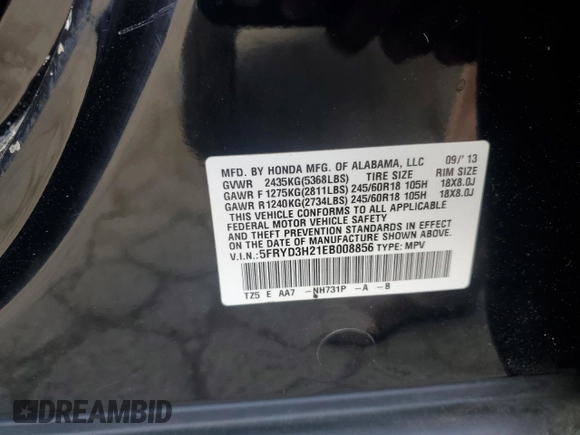 MFD. BY HONDA MFG. OF ALABAMA, LLC 09/'13
GVWR 2435KG(5368LBS) TIRE SIZE RIM SIZE
GAWR F 1275KG(2811LBS) 245/60R18 105H 18X8.0J
GAWR R 1240KG(2734LBS) 245/60R18 105H 18X8.0J
THIS VEHICLE CONFORMS TO ALL APPLICABLE
FEDERAL MOTOR VEHICLE SAFETY
AND THEFT PREVENTION STANDARDS IN EFFECT
ON THE DATE OF MANUFACTURE SHOWN ABOVE.
V.I.N.: 5FRYD3H21EB008856 TYPE: MPV
TZ5 E AA7 -NH731P -A -B
DREAMBID